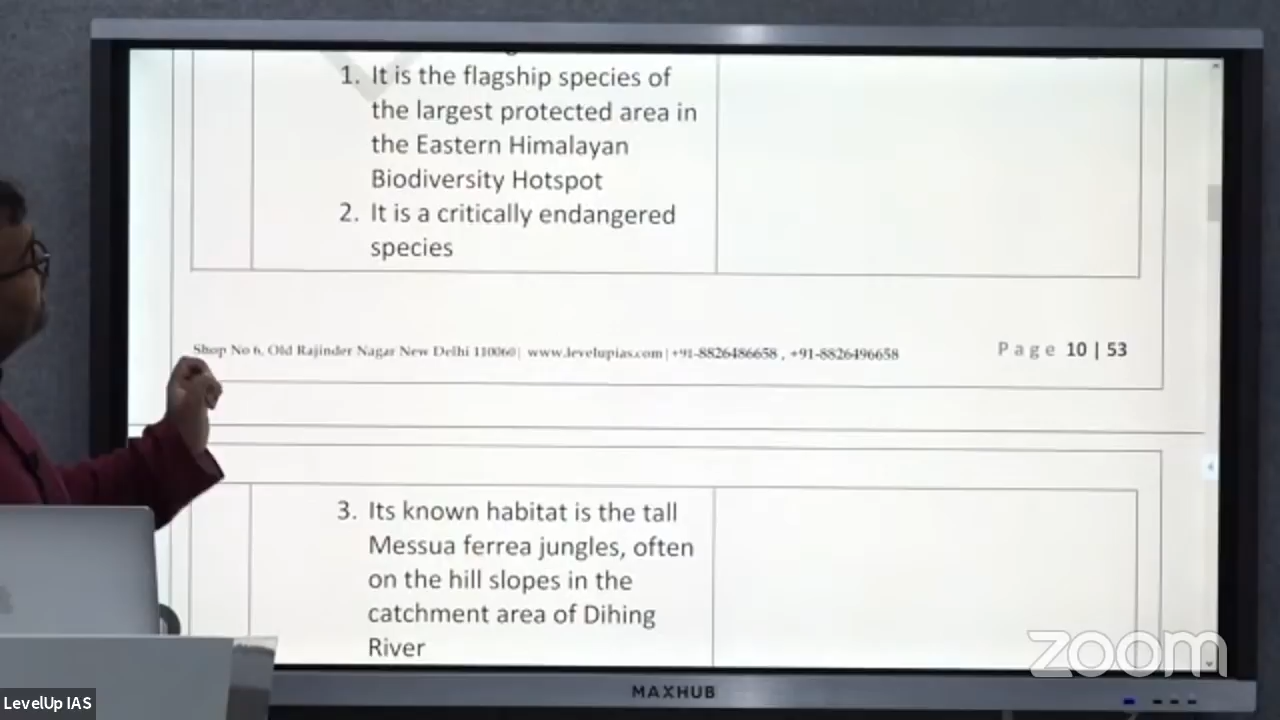 1. It is the flagship species of
the largest protected area in
the Eastern Himalayan
Biodiversity Hotspot
2. It is a critically endangered
species
Shop No 6, Old Rajinder Nagar New Delhi 110060| www.levelupias.com | +91-8826486658 , +91-8826496658
Page 10 | 53
3. Its known habitat is the tall
Messua ferrea jungles, often
on the hill slopes in the
catchment area of Dihing
River
zoom
MAXHUB
LevelUp IAS